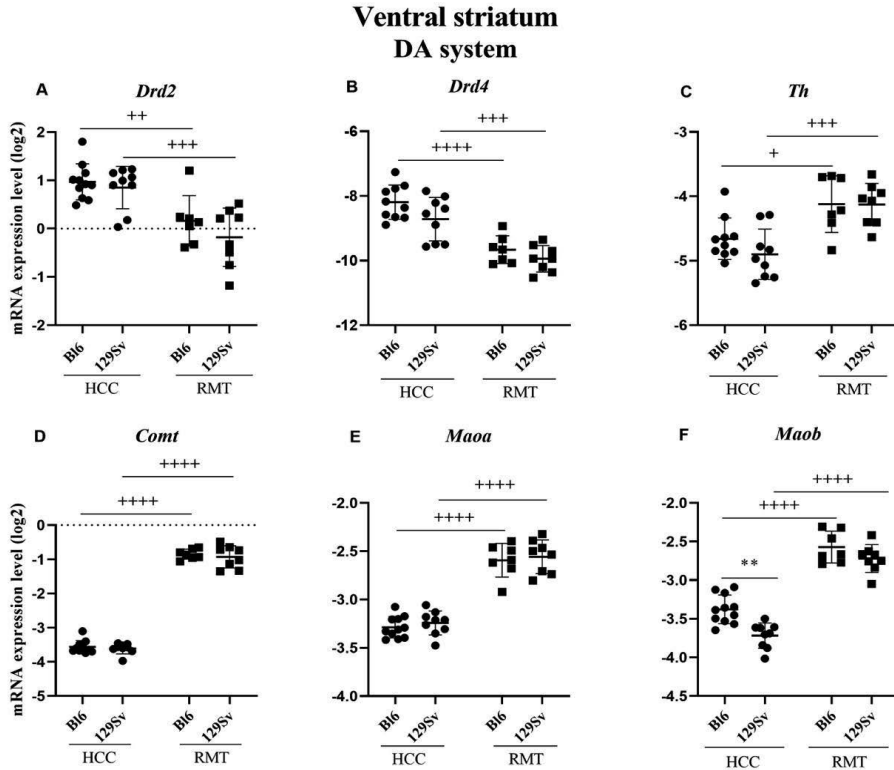 Ventral striatum
DA system
A
Drd2
++
+++
mRNA expression level (log2)
2
1
0
-1
-2
Bl6
129Sv
Bl6
129Sv
HCC
RMT
B
Drd4
+++
++++
-6
-8
-10
-12
Bl6
129Sv
Bl6
129Sv
HCC
RMT
C
Th
+++
+
-3
-4
-5
-6
Bl6
129Sv
Bl6
129Sv
HCC
RMT
D
Comt
++++
++++
mRNA expression level (log2)
0
-1
-2
-3
-4
-5
Bl6
129Sv
Bl6
129Sv
HCC
RMT
E
Maoa
++++
++++
-2.0
-2.5
-3.0
-3.5
-4.0
Bl6
129Sv
Bl6
129Sv
HCC
RMT
F
Maob
++++
++++
**
-2.0
-2.5
-3.0
-3.5
-4.0
-4.5
Bl6
129Sv
Bl6
129Sv
HCC
RMT